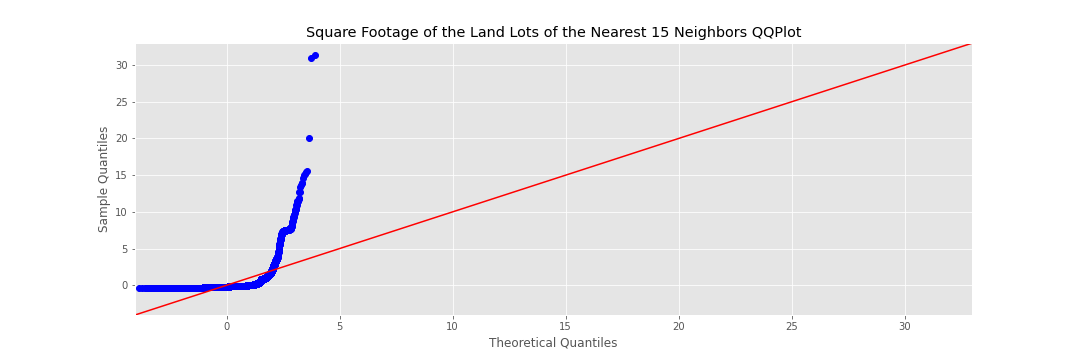 Square Footage of the Land Lots of the Nearest 15 Neighbors QQPlot
30
25
20
15
10
5
0
Sample Quantiles
0 5 10 15 20 25 30
Theoretical Quantiles